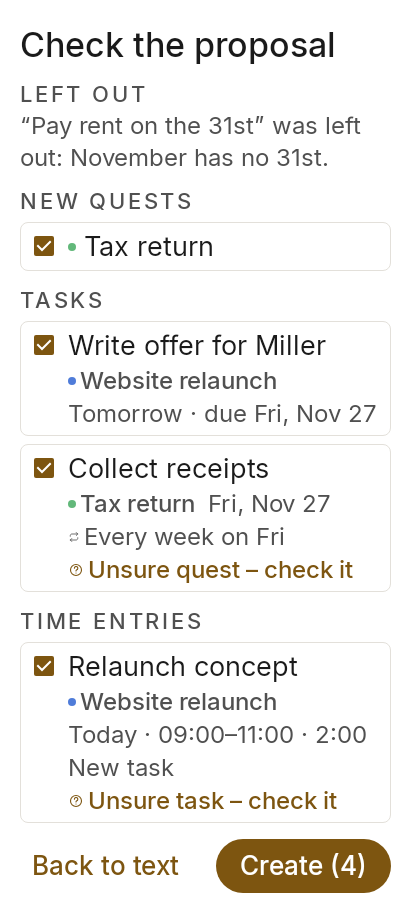 Check the proposal
LEFT OUT
“Pay rent on the 31st” was left
out: November has no 31st.
NEW QUESTS
Tax return
TASKS
Write offer for Miller
Website relaunch
Tomorrow · due Fri, Nov 27
Collect receipts
Tax return Fri, Nov 27
Every week on Fri
Unsure quest – check it
TIME ENTRIES
Relaunch concept
Website relaunch
Today · 09:00–11:00 · 2:00
New task
Unsure task – check it
Back to text Create (4)